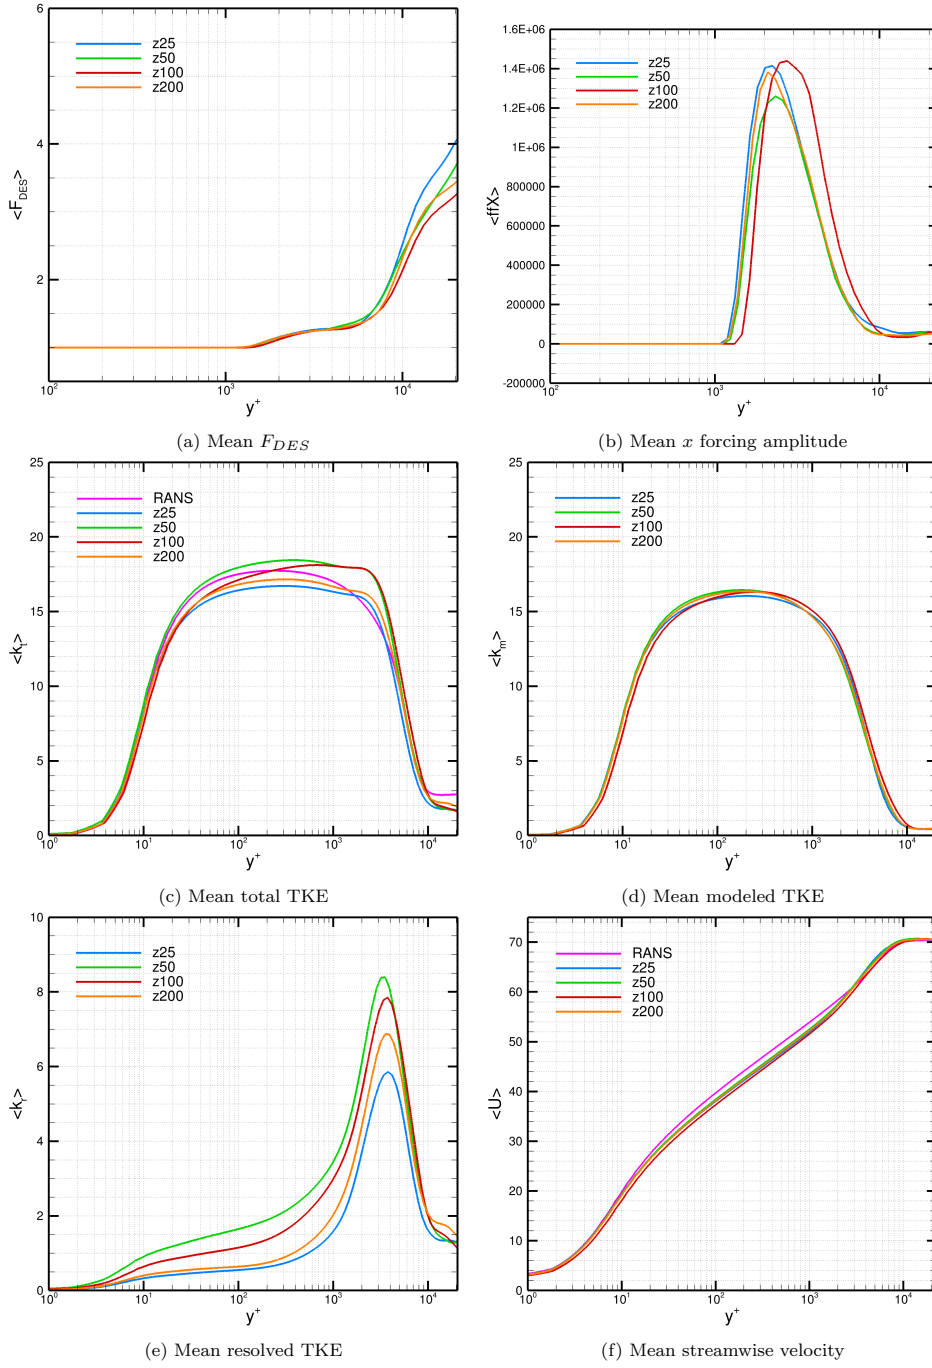 6
4
2
<F_DES>
z25
z50
z100
z200
10^2
10^3
10^4
y^+
(a) Mean F_DES
1.6E+06
1.4E+06
1.2E+06
1E+06
800000
600000
400000
200000
0
-200000
<ffX>
z25
z50
z100
z200
10^2
10^3
10^4
y^+
(b) Mean x forcing amplitude
25
20
15
10
5
0
<k_t>
RANS
z25
z50
z100
z200
10^0
10^1
10^2
10^3
10^4
y^+
(c) Mean total TKE
25
20
15
10
5
0
<k_m>
z25
z50
z100
z200
10^0
10^1
10^2
10^3
10^4
y^+
(d) Mean modeled TKE
10
8
6
4
2
0
<k_r>
z25
z50
z100
z200
10^0
10^1
10^2
10^3
10^4
y^+
(e) Mean resolved TKE
70
60
50
40
30
20
10
0
<U>
RANS
z25
z50
z100
z200
10^0
10^1
10^2
10^3
10^4
y^+
(f) Mean streamwise velocity